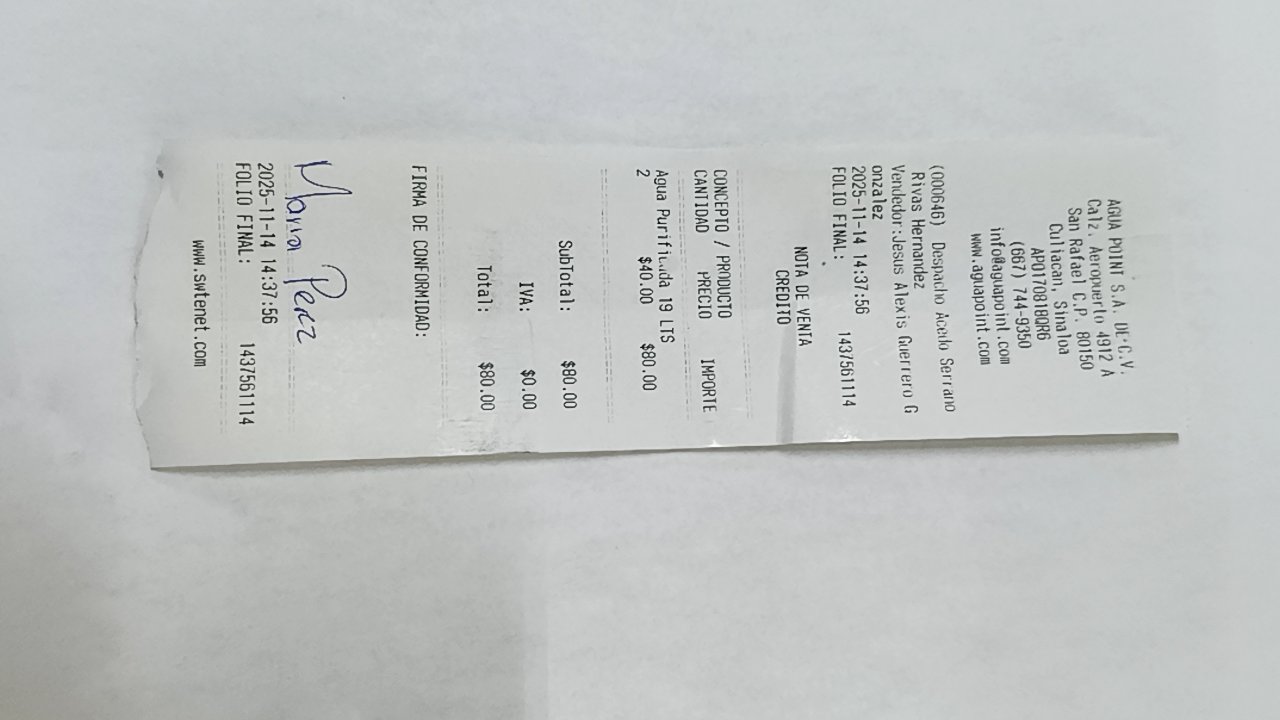 AGUA POINT S.A. DE C.V.
Calz. Aeropuerto 4912 A
San Rafael C.P. 80150
Culiacan, Sinaloa
APO170818QR6
(667) 744-9350
info@aguapoint.com
www.aguapoint.com
(000646) Despacho Acedo Serrano
Rivas Hernandez
Vendedor:Jesus Alexis Guerrero G
onzalez
2025-11-14 14:37:56
FOLIO FINAL: 1437561114
NOTA DE VENTA
CREDITO
CONCEPTO / PRODUCTO
CANTIDAD PRECIO IMPORTE
Agua Purificada 19 LTS
2 $40.00 $80.00
SubTotal: $80.00
IVA: $0.00
Total: $80.00
FIRMA DE CONFORMIDAD:
Maria Perez
2025-11-14 14:37:56
FOLIO FINAL: 1437561114
www.swtenet.com